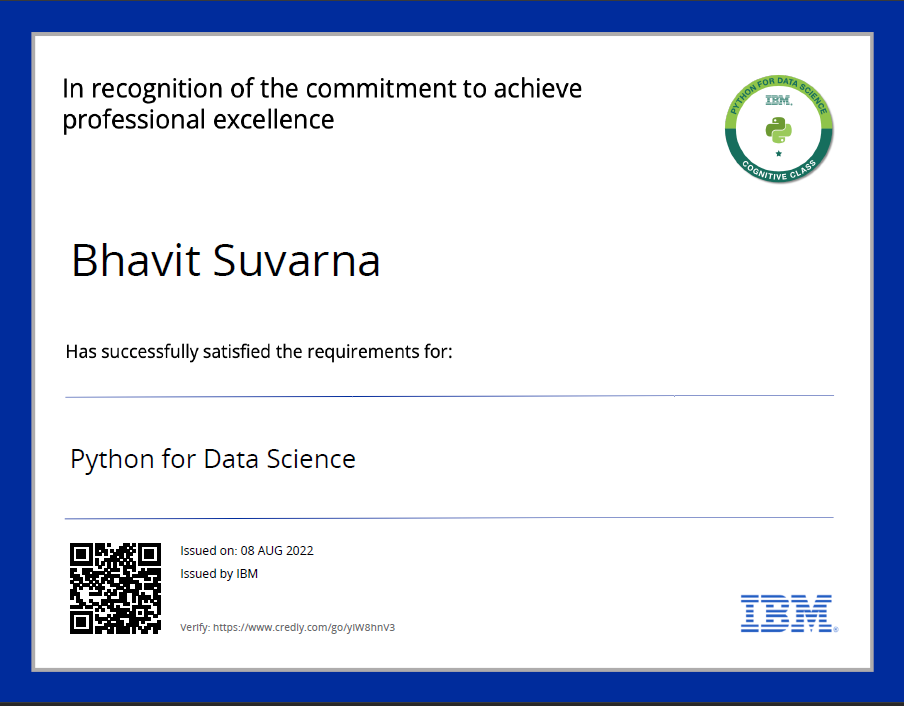 In recognition of the commitment to achieve
professional excellence
PYTHON FOR DATA SCIENCE
IBM.
COGNITIVE CLASS
Bhavit Suvarna
Has successfully satisfied the requirements for:
Python for Data Science
Issued on: 08 AUG 2022
Issued by IBM
Verify: https://www.credly.com/go/yIW8hnV3
IBM®